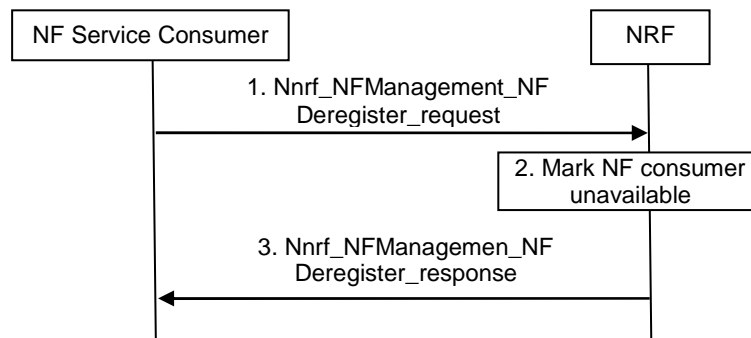 NF Service Consumer
NRF
1. Nnrf_NFManagement_NF
Deregister_request
2. Mark NF consumer
unavailable
3. Nnrf_NFManagemen_NF
Deregister_response